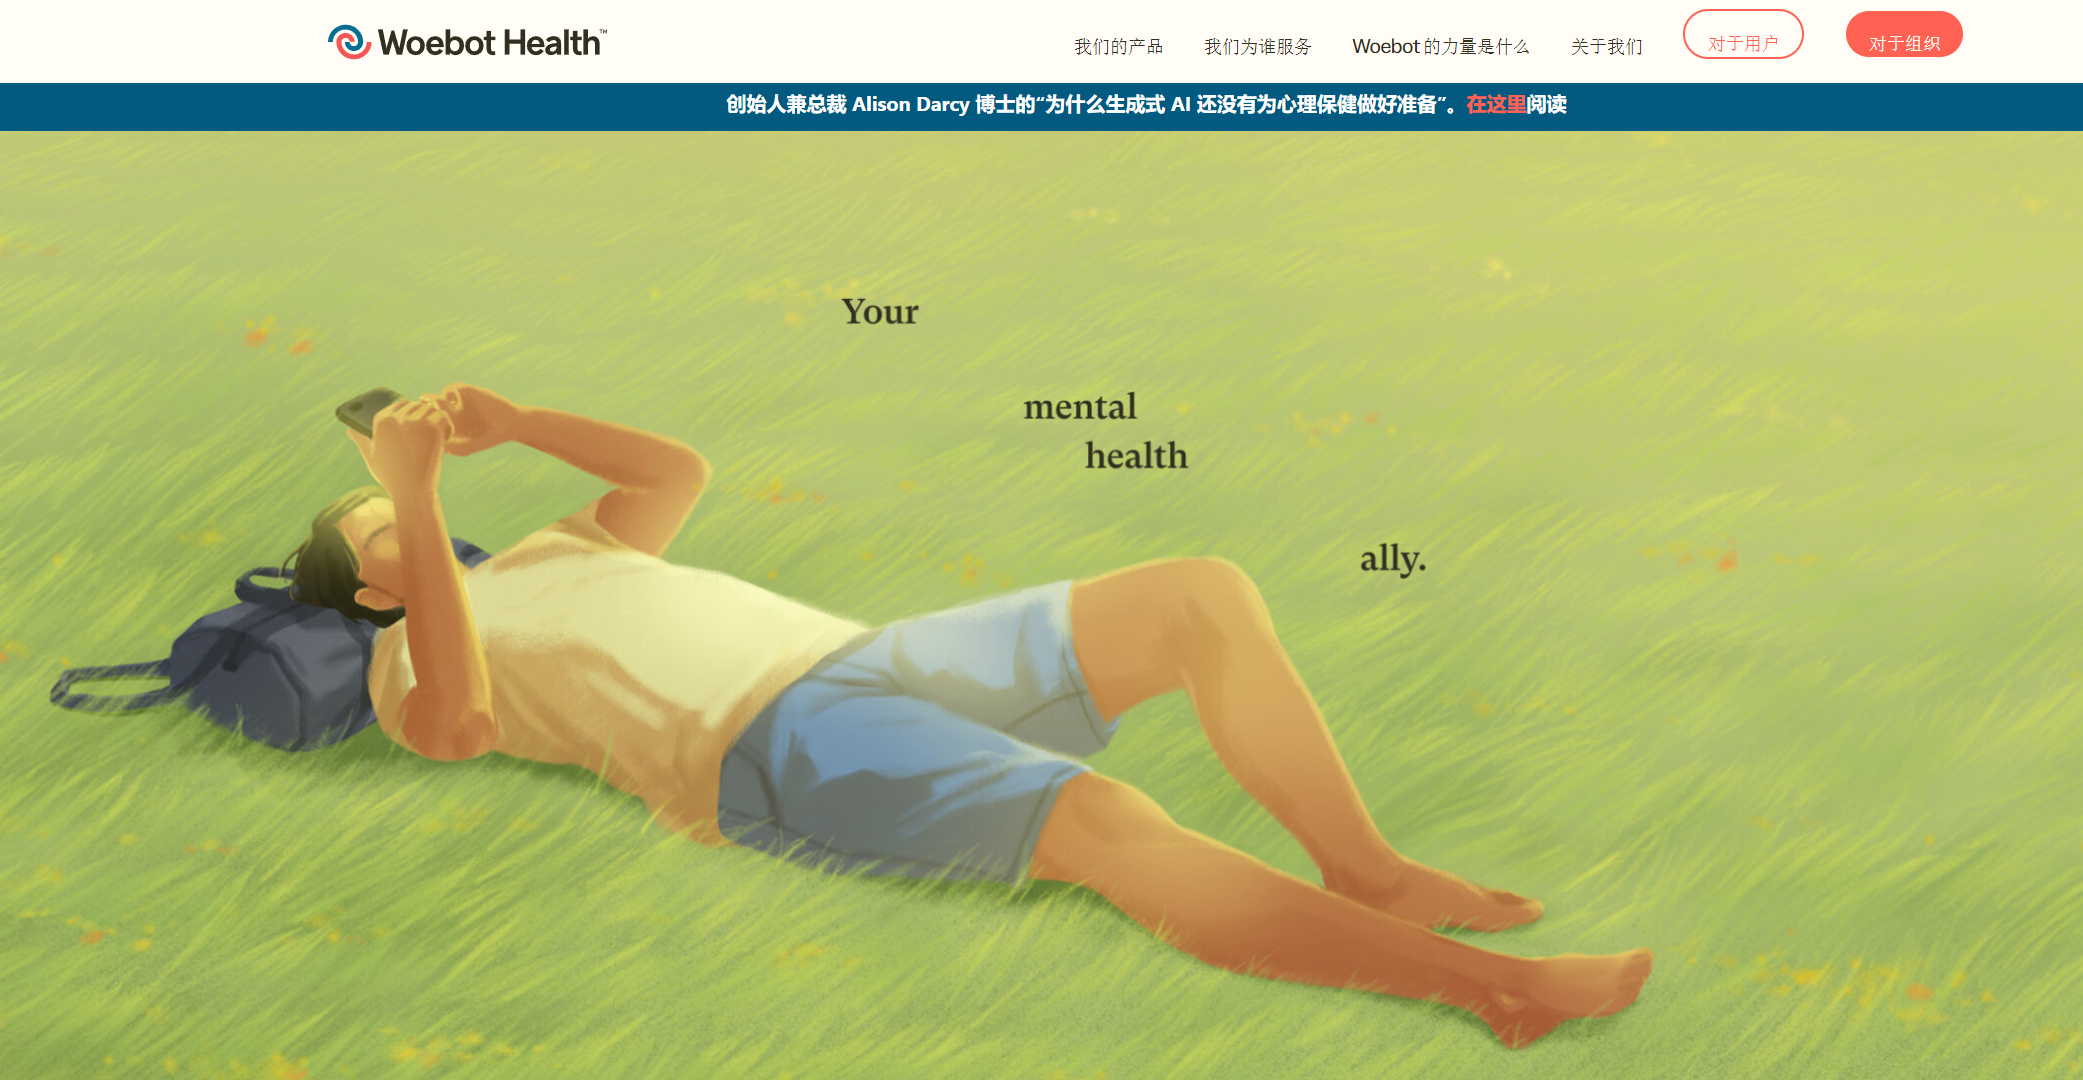 Woebot Health™
我们的产品
我们为谁服务
Woebot 的力量是什么
关于我们
对于用户
对于组织
创始人兼总裁 Alison Darcy 博士的“为什么生成式 AI 还没有为心理保健做好准备”。在这里阅读
Your
mental
health
ally.